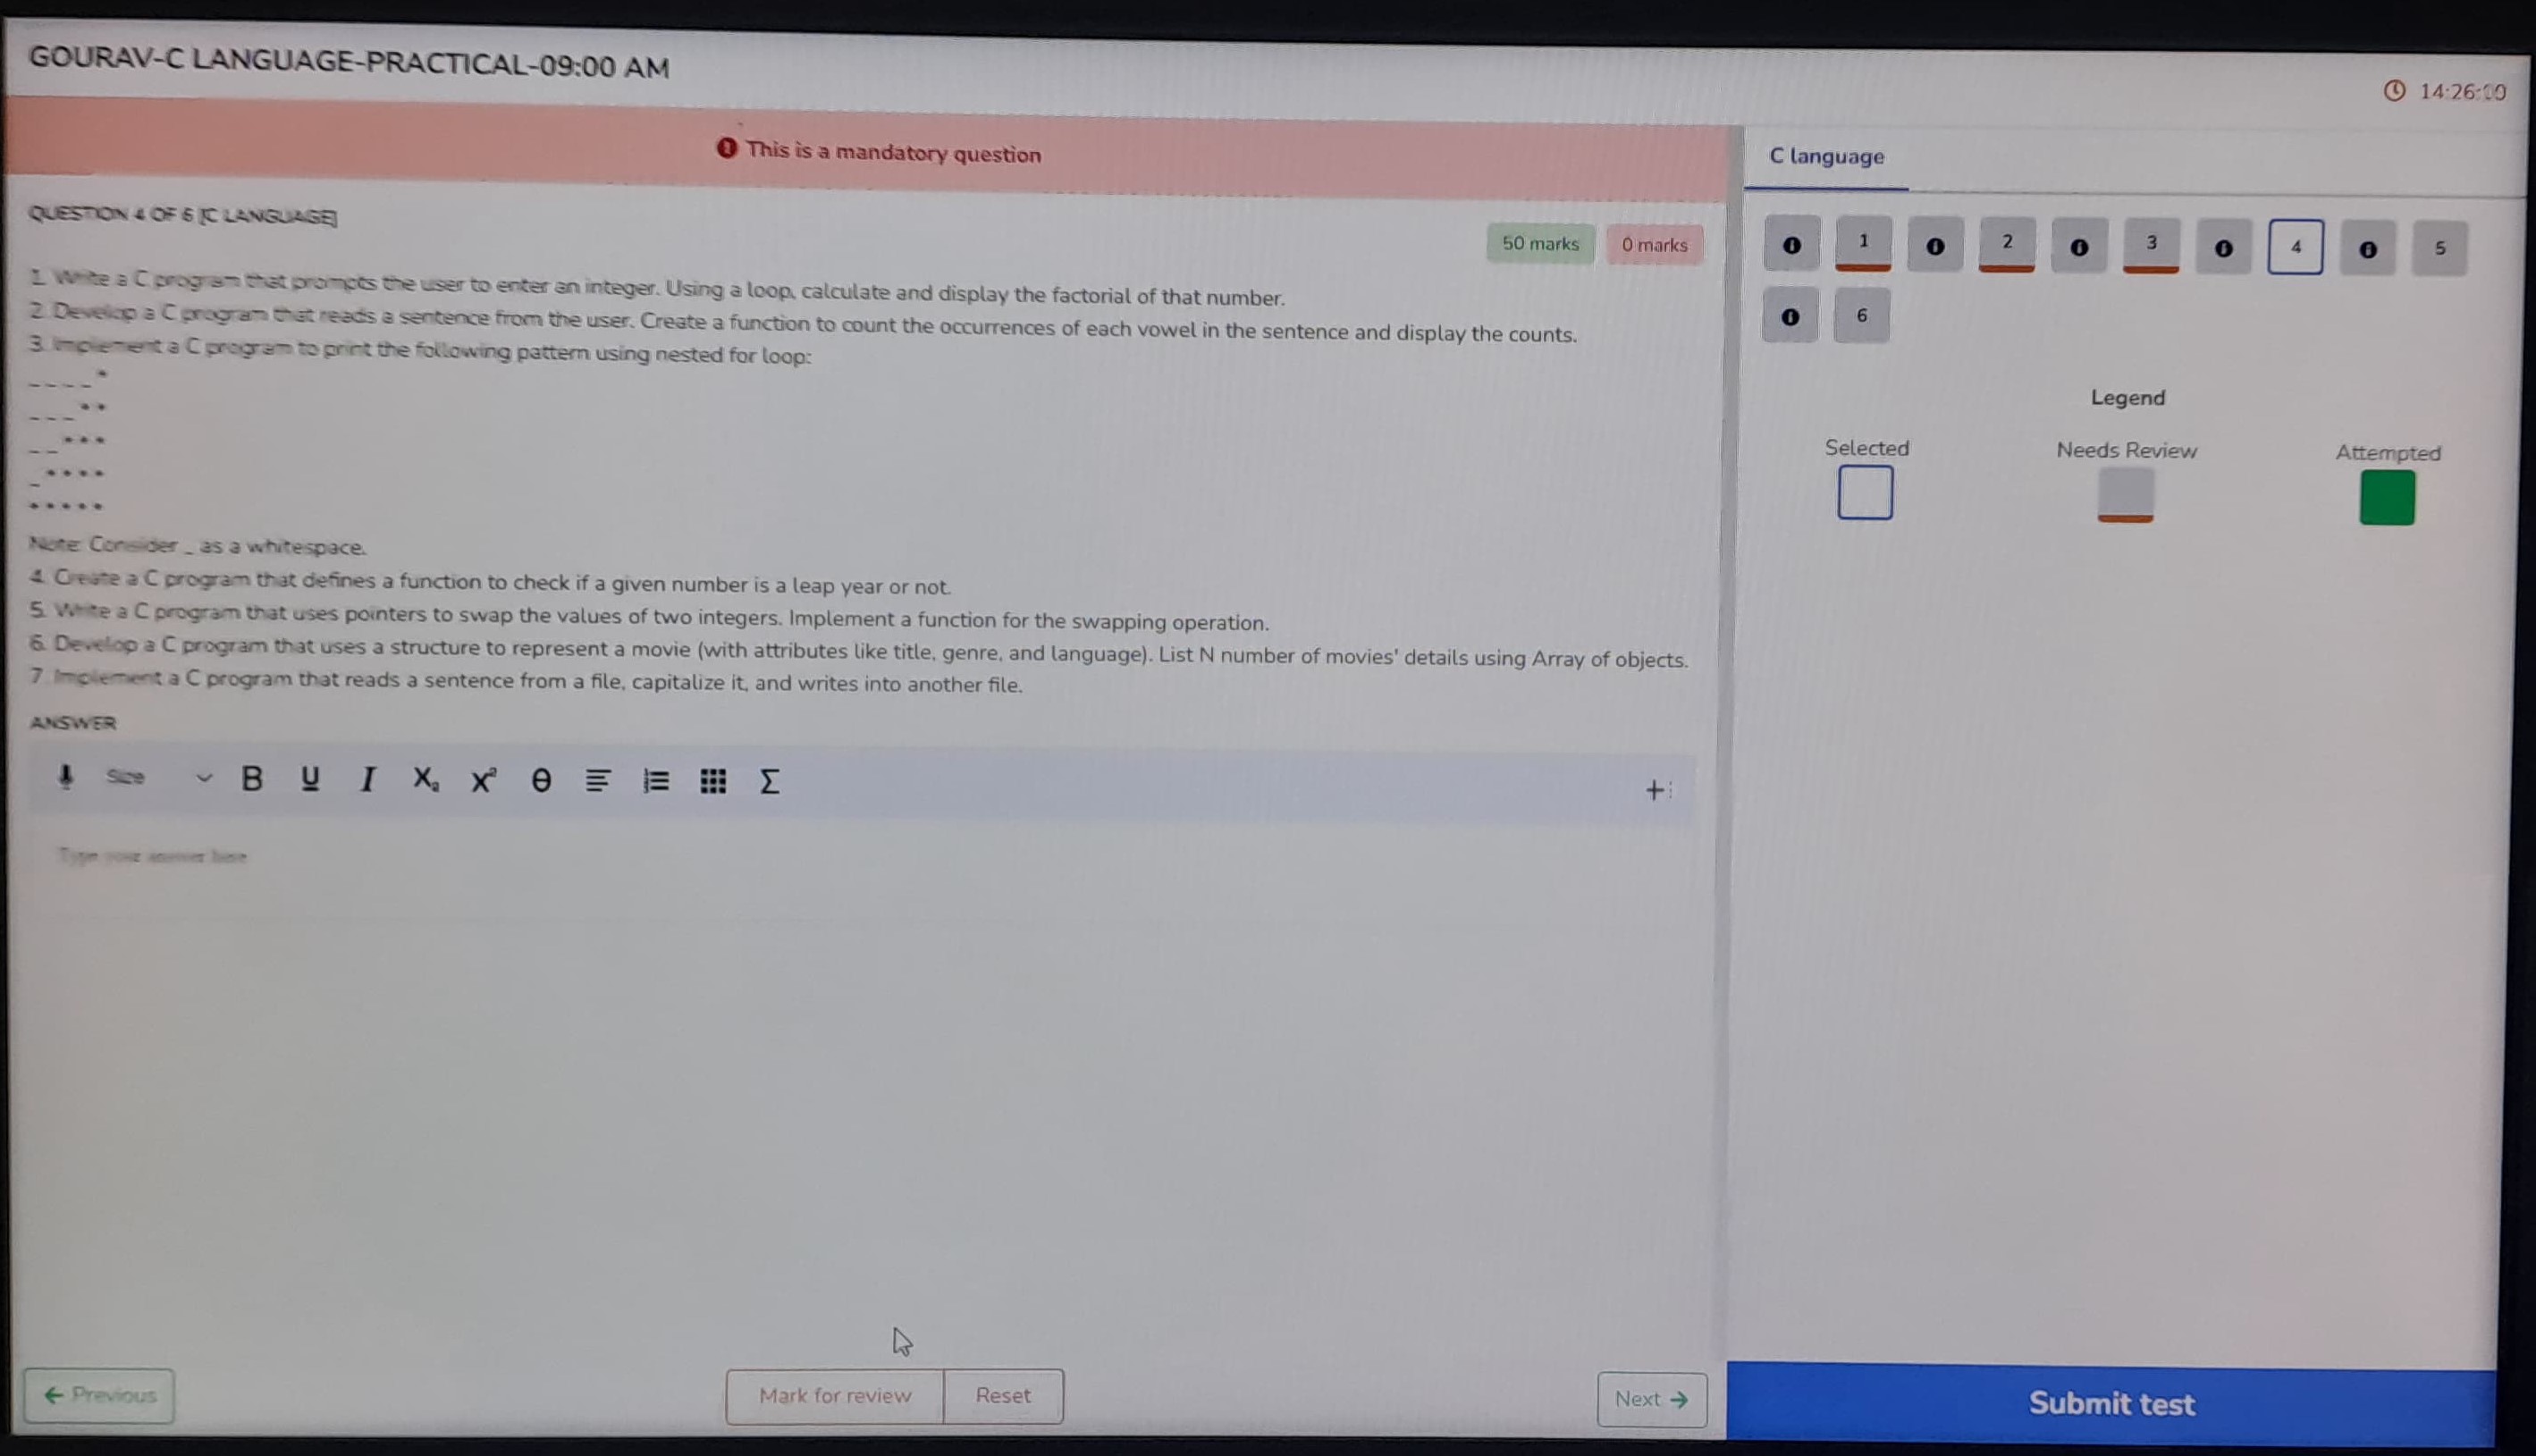 GOURAV-C LANGUAGE-PRACTICAL-09:00 AM
14:26:
This is a mandatory question
C language
QUESTION 4 OF 6 [C LANGUAGE]
50 marks 0 marks
1 2 3 4 5
6
1. Write a C program that prompts the user to enter an integer. Using a loop, calculate and display the factorial of that number.
2. Develop a C program that reads a sentence from the user. Create a function to count the occurrences of each vowel in the sentence and display the counts.
3. Implement a C program to print the following pattern using nested for loop:
_ _ _ _ *
_ _ _ * *
_ _ * * *
_ * * * *
* * * * *
Note: Consider _ as a whitespace.
4. Create a C program that defines a function to check if a given number is a leap year or not.
5. Write a C program that uses pointers to swap the values of two integers. Implement a function for the swapping operation.
6. Develop a C program that uses a structure to represent a movie (with attributes like title, genre, and language). List N number of movies' details using Array of objects.
7. Implement a C program that reads a sentence from a file, capitalize it, and writes into another file.
Legend
Selected Needs Review Attempted
ANSWER
Size B U I X₂ X² Θ Σ +
Type your answer here
← Previous
Mark for review Reset
Next →
Submit test